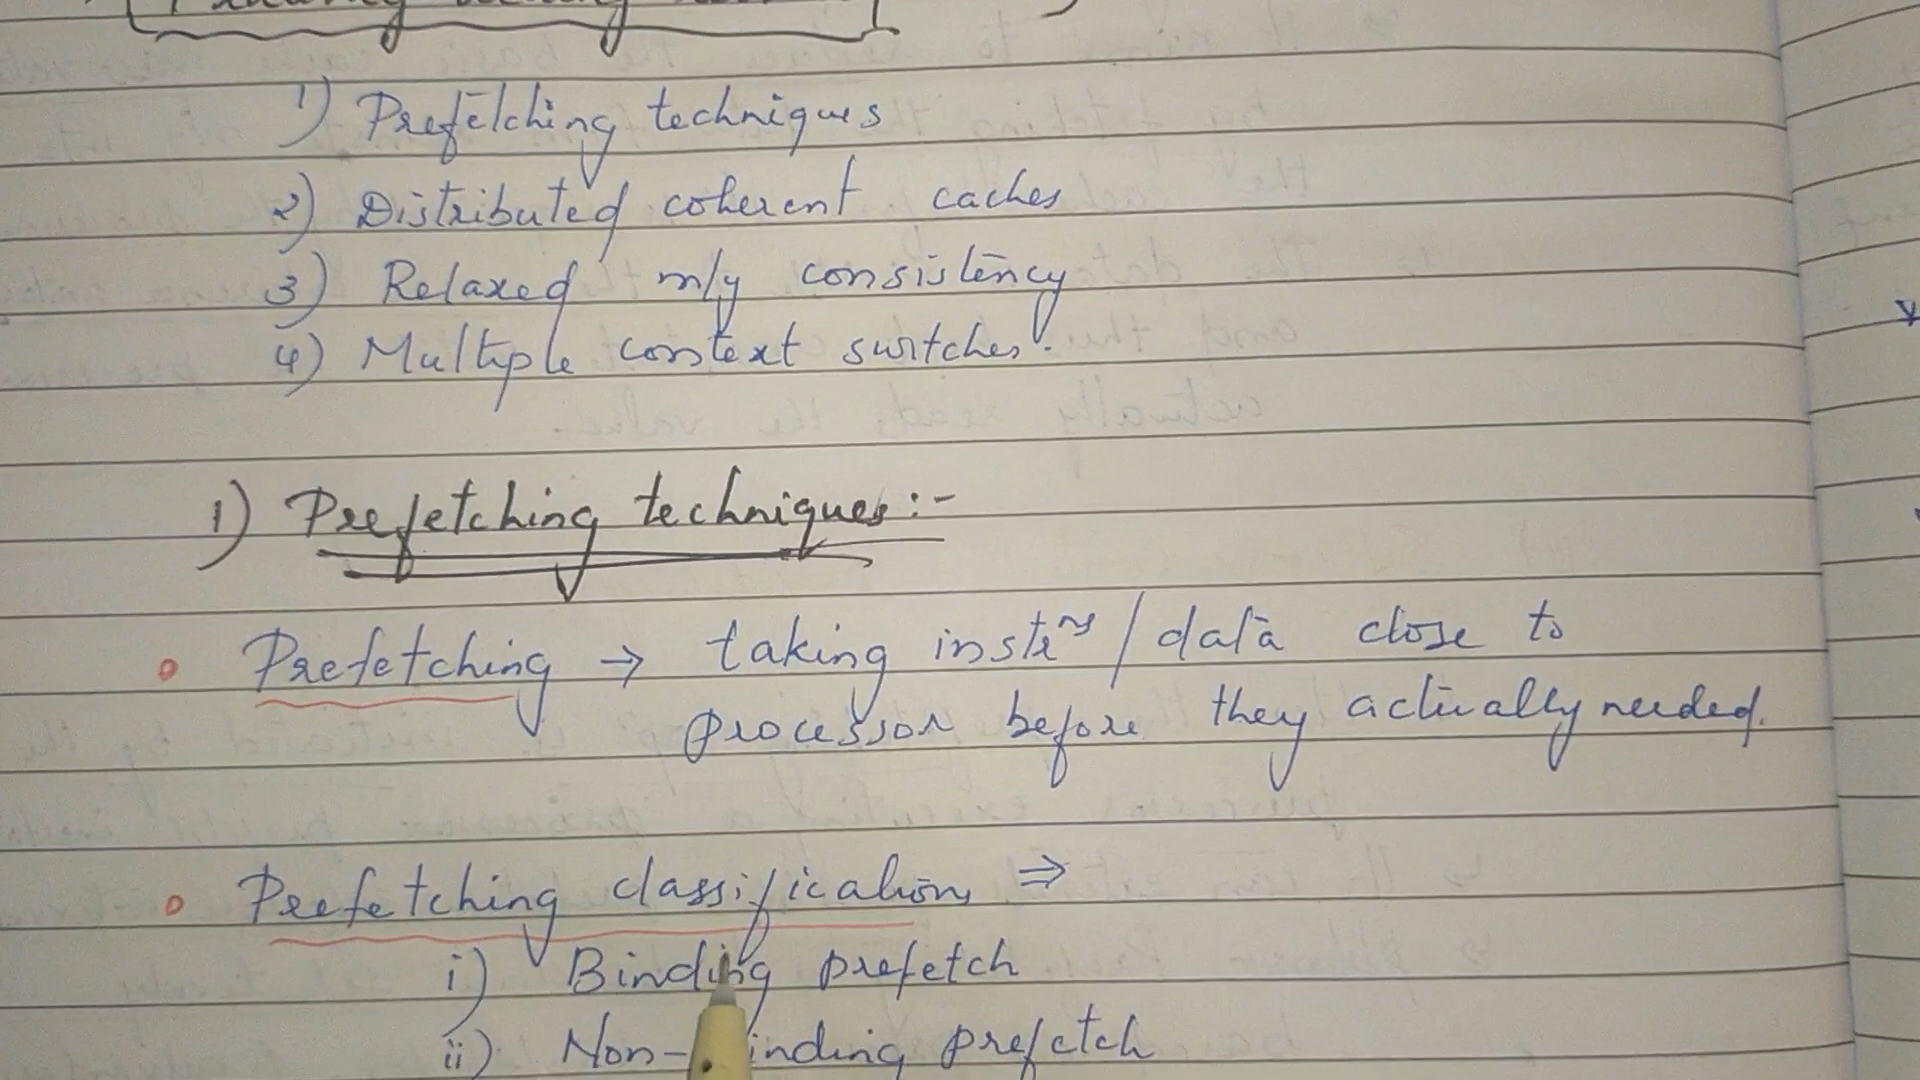 1) Prefetching techniques
2) Distributed coherent caches
3) Relaxed m/y consistency
4) Multiple context switches.
1) Prefetching techniques:-
Prefetching → taking instrⁿˢ / data close to
processor before they actually needed.
Prefetching classification ⇒
i) Binding prefetch
ii) Non-binding prefetch